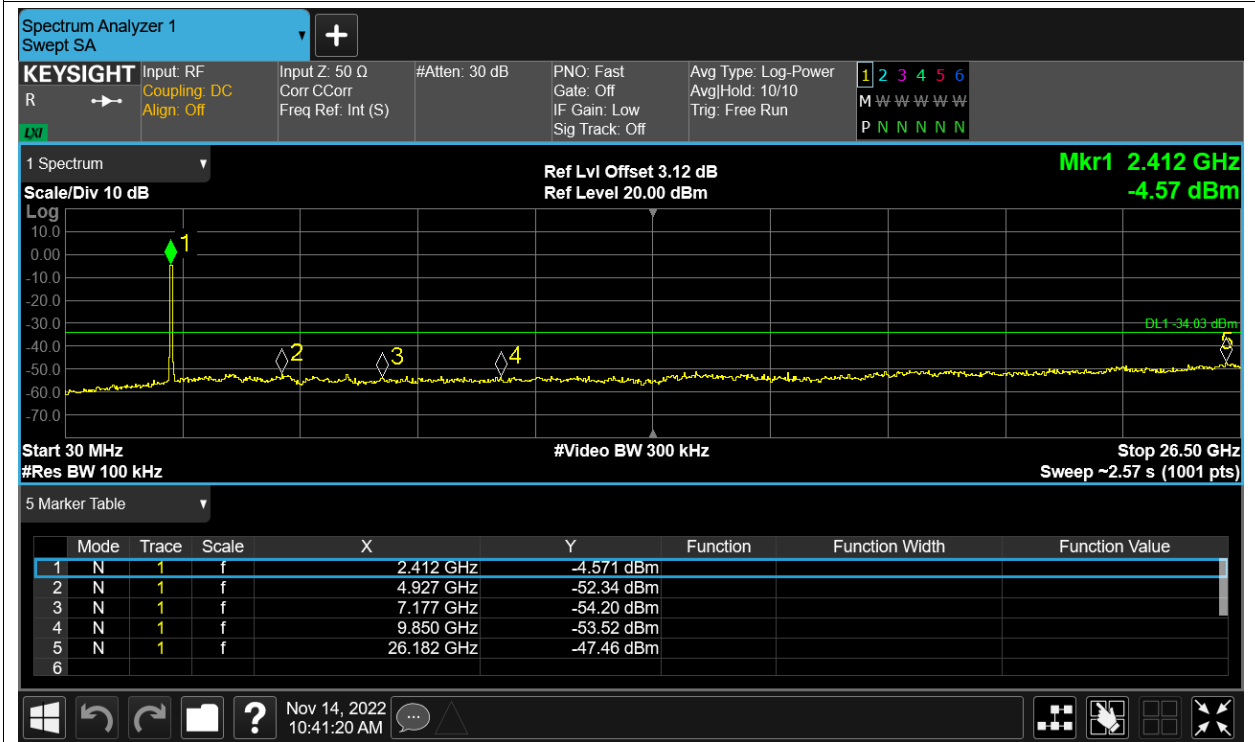 Spectrum Analyzer 1
Swept SA
+
KEYSIGHT Input: RF Input Z: 50 Ω #Atten: 30 dB PNO: Fast Avg Type: Log-Power 1 2 3 4 5 6
R Coupling: DC Corr CCorr Gate: Off Avg|Hold: 10/10 M W W W W W
Align: Off Freq Ref: Int (S) IF Gain: Low Trig: Free Run
LXI Sig Track: Off P N N N N N
1 Spectrum
Ref Lvl Offset 3.12 dB Mkr1 2.412 GHz
Scale/Div 10 dB Ref Level 20.00 dBm -4.57 dBm
Log
10.0
1
0.00
-10.0
-20.0
-30.0 DL1 -34.03 dBm
-40.0 2 3 4 5
-50.0
-60.0
-70.0
Start 30 MHz #Video BW 300 kHz Stop 26.50 GHz
#Res BW 100 kHz Sweep ~2.57 s (1001 pts)
5 Marker Table
Mode Trace Scale X Y Function Function Width Function Value
1 N 1 f 2.412 GHz -4.571 dBm
2 N 1 f 4.927 GHz -52.34 dBm
3 N 1 f 7.177 GHz -54.20 dBm
4 N 1 f 9.850 GHz -53.52 dBm
5 N 1 f 26.182 GHz -47.46 dBm
6
? Nov 14, 2022
10:41:20 AM